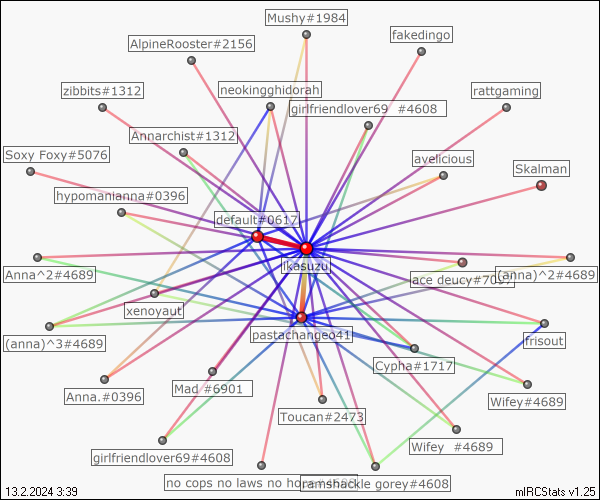 Mushy#1984
fakedingo
AlpineRooster#2156
zibbits#1312
neokingghidorah
rattgaming
girlfriendlover69 #4608
Annarchist#1312
Soxy Foxy#5076
avelicious
Skalman
hypomanianna#0396
default#0617
ikasuzu
Anna^2#4689
lace deucy#7097
(anna)^2#4689
xenoyaut
pastachangeo41
(anna)^3#4689
frisout
Cypha#1717
Mad #6901
Anna.#0396
Wifey#4689
Toucan#2473
girlfriendlover69#4608
Wifey #4689
no cops no laws no
ramshackle gorey#4608
13.2.2024 3:39
mIRCStats v1.25